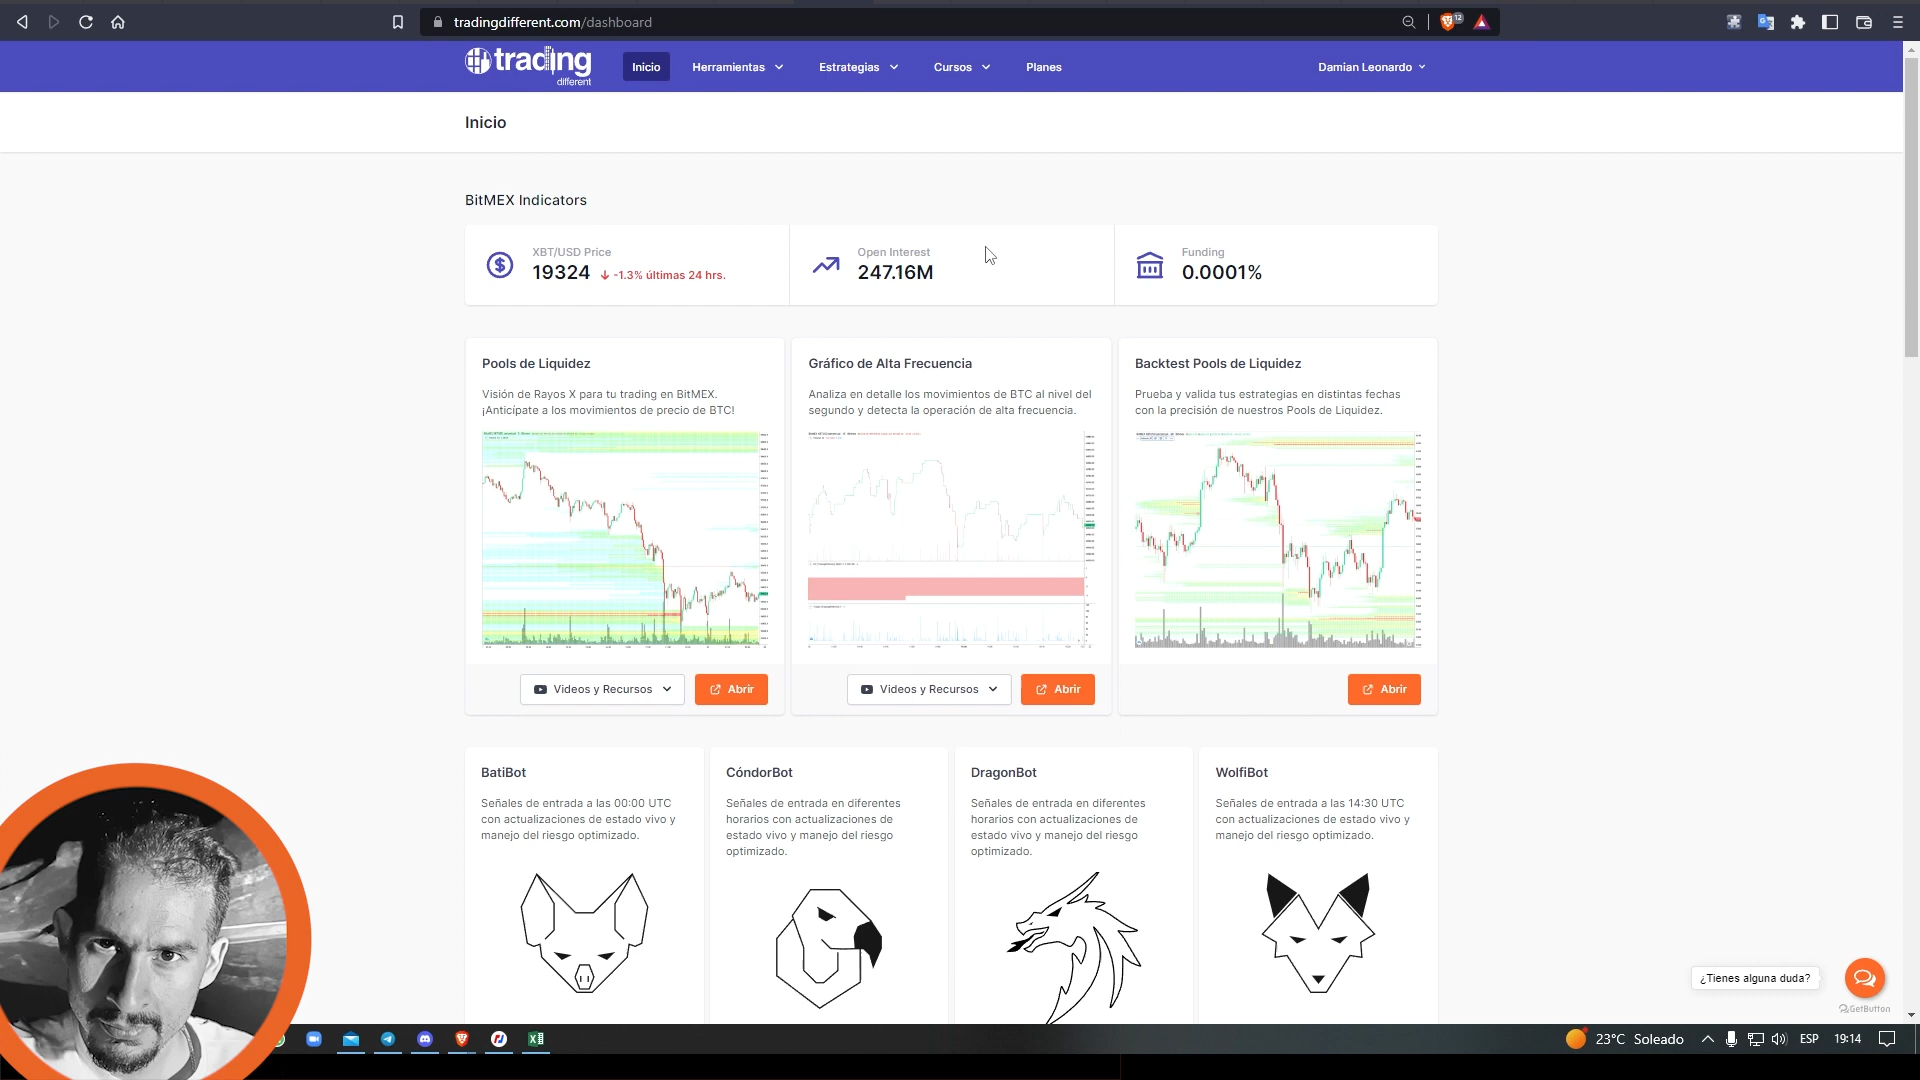 tradingdifferent.com/dashboard
12
trading
different
Inicio
Herramientas
Estrategias
Cursos
Planes
Damian Leonardo
Inicio
BitMEX Indicators
XBT/USD Price
19324 -1.3% últimas 24 hrs.
Open Interest
247.16M
Funding
0.0001%
Pools de Liquidez
Visión de Rayos X para tu trading en BitMEX.
¡Anticípate a los movimientos de precio de BTC!
Videos y Recursos
Abrir
Gráfico de Alta Frecuencia
Analiza en detalle los movimientos de BTC al nivel del
segundo y detecta la operación de alta frecuencia.
Videos y Recursos
Abrir
Backtest Pools de Liquidez
Prueba y valida tus estrategias en distintas fechas
con la precisión de nuestros Pools de Liquidez.
Abrir
BatiBot
Señales de entrada a las 00:00 UTC
con actualizaciones de estado vivo y
manejo del riesgo optimizado.
CóndorBot
Señales de entrada en diferentes
horarios con actualizaciones de
estado vivo y manejo del riesgo
optimizado.
DragonBot
Señales de entrada en diferentes
horarios con actualizaciones de
estado vivo y manejo del riesgo
optimizado.
WolfiBot
Señales de entrada a las 14:30 UTC
con actualizaciones de estado vivo y
manejo del riesgo optimizado.
¿Tienes alguna duda?
GetButton
23°C Soleado
ESP
19:14